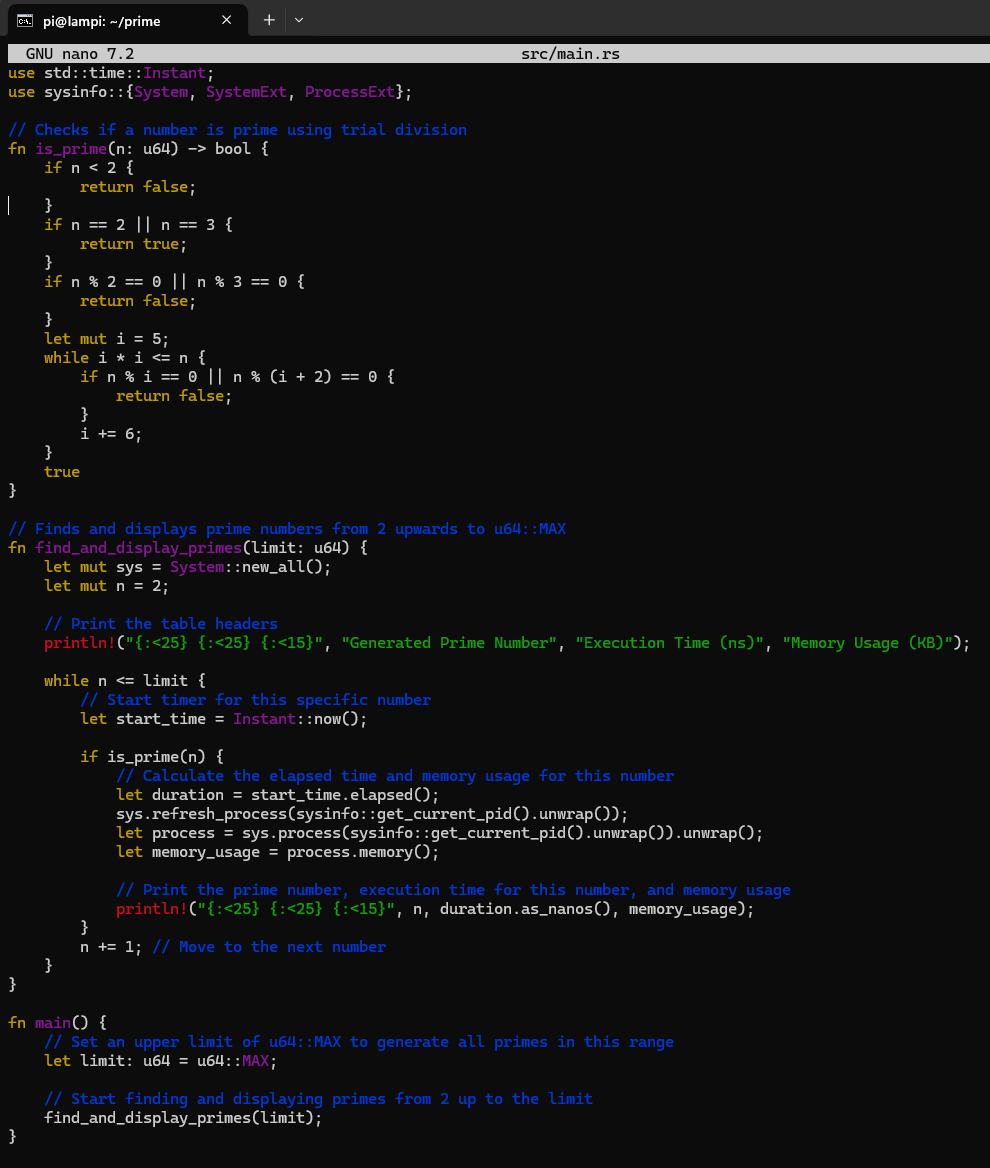 pi@lampi: ~/prime
GNU nano 7.2 src/main.rs
use std::time::Instant;
use sysinfo::{System, SystemExt, ProcessExt};

// Checks if a number is prime using trial division
fn is_prime(n: u64) -> bool {
    if n < 2 {
        return false;
    }
    if n == 2 || n == 3 {
        return true;
    }
    if n % 2 == 0 || n % 3 == 0 {
        return false;
    }
    let mut i = 5;
    while i * i <= n {
        if n % i == 0 || n % (i + 2) == 0 {
            return false;
        }
        i += 6;
    }
    true
}

// Finds and displays prime numbers from 2 upwards to u64::MAX
fn find_and_display_primes(limit: u64) {
    let mut sys = System::new_all();
    let mut n = 2;

    // Print the table headers
    println!("{:<25} {:<25} {:<15}", "Generated Prime Number", "Execution Time (ns)", "Memory Usage (KB)");

    while n <= limit {
        // Start timer for this specific number
        let start_time = Instant::now();

        if is_prime(n) {
            // Calculate the elapsed time and memory usage for this number
            let duration = start_time.elapsed();
            sys.refresh_process(sysinfo::get_current_pid().unwrap());
            let process = sys.process(sysinfo::get_current_pid().unwrap()).unwrap();
            let memory_usage = process.memory();

            // Print the prime number, execution time for this number, and memory usage
            println!("{:<25} {:<25} {:<15}", n, duration.as_nanos(), memory_usage);
        }
        n += 1; // Move to the next number
    }
}

fn main() {
    // Set an upper limit of u64::MAX to generate all primes in this range
    let limit: u64 = u64::MAX;

    // Start finding and displaying primes from 2 up to the limit
    find_and_display_primes(limit);
}